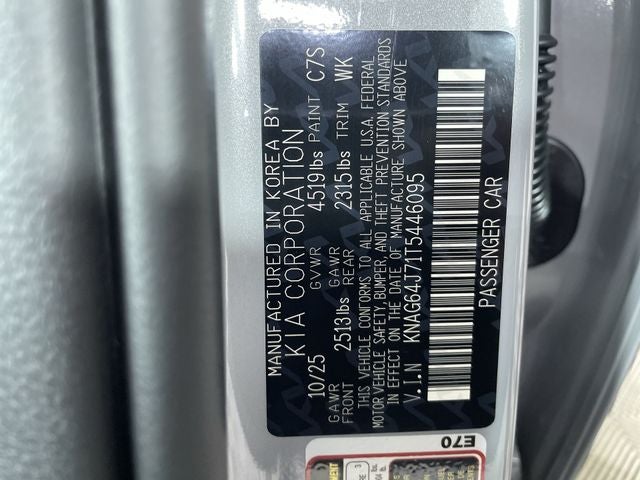 MANUFACTURED IN KOREA BY
KIA CORPORATION
10/25 GVWR 4519lbs PAINT C7S
GAWR FRONT 2513lbs GAWR REAR 2315lbs TRIM WK
THIS VEHICLE CONFORMS TO ALL APPLICABLE U.S.A. FEDERAL
MOTOR VEHICLE SAFETY, BUMPER, AND THEFT PREVENTION STANDARDS
IN EFFECT ON THE DATE OF MANUFACTURE SHOWN ABOVE
V.I.N KNAG64J71T5446095
PASSENGER CAR
E70